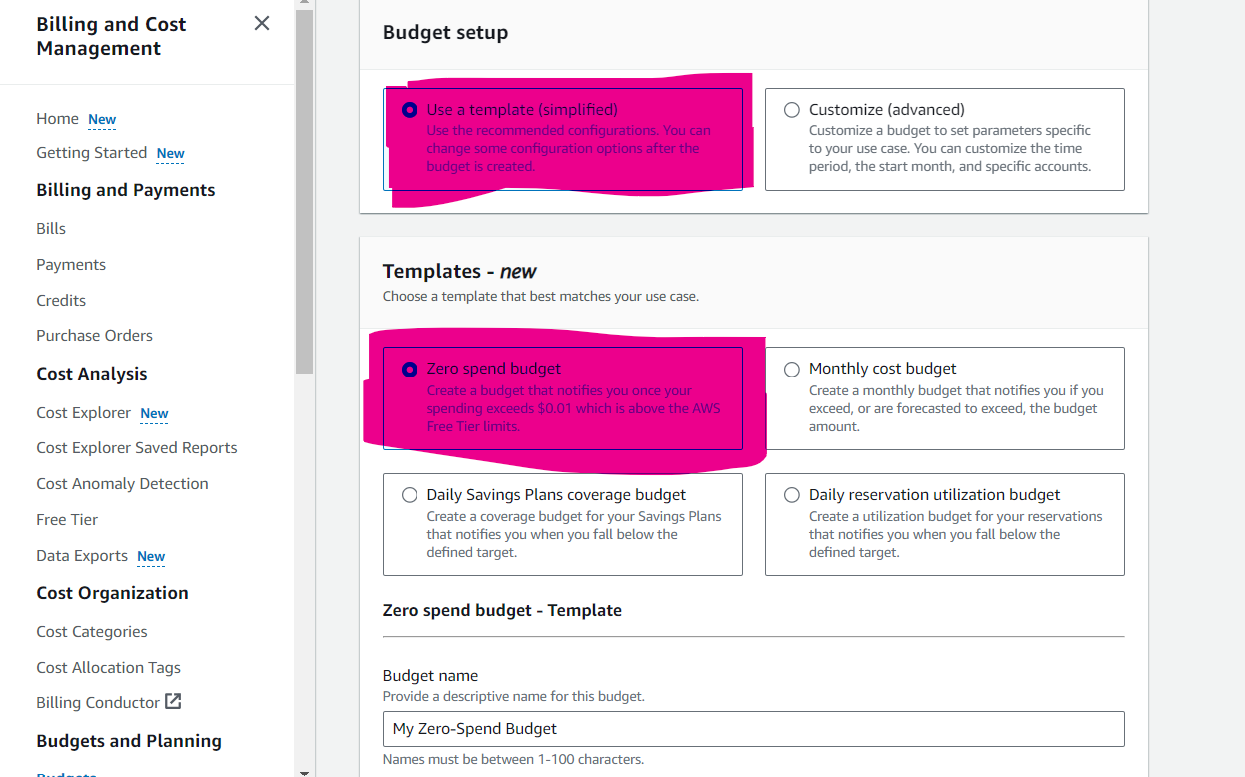 Billing and Cost
Management
Home New
Getting Started New
Billing and Payments
Bills
Payments
Credits
Purchase Orders
Cost Analysis
Cost Explorer New
Cost Explorer Saved Reports
Cost Anomaly Detection
Free Tier
Data Exports New
Cost Organization
Cost Categories
Cost Allocation Tags
Billing Conductor
Budgets and Planning
Budgets
Budget setup
Use a template (simplified)
Use the recommended configurations. You can
change some configuration options after the
budget is created.
Customize (advanced)
Customize a budget to set parameters specific
to your use case. You can customize the time
period, the start month, and specific accounts.
Templates - new
Choose a template that best matches your use case.
Zero spend budget
Create a budget that notifies you once your
spending exceeds $0.01 which is above the AWS
Free Tier limits.
Monthly cost budget
Create a monthly budget that notifies you if you
exceed, or are forecasted to exceed, the budget
amount.
Daily Savings Plans coverage budget
Create a coverage budget for your Savings Plans
that notifies you when you fall below the
defined target.
Daily reservation utilization budget
Create a utilization budget for your reservations
that notifies you when you fall below the
defined target.
Zero spend budget - Template
Budget name
Provide a descriptive name for this budget.
My Zero-Spend Budget
Names must be between 1-100 characters.